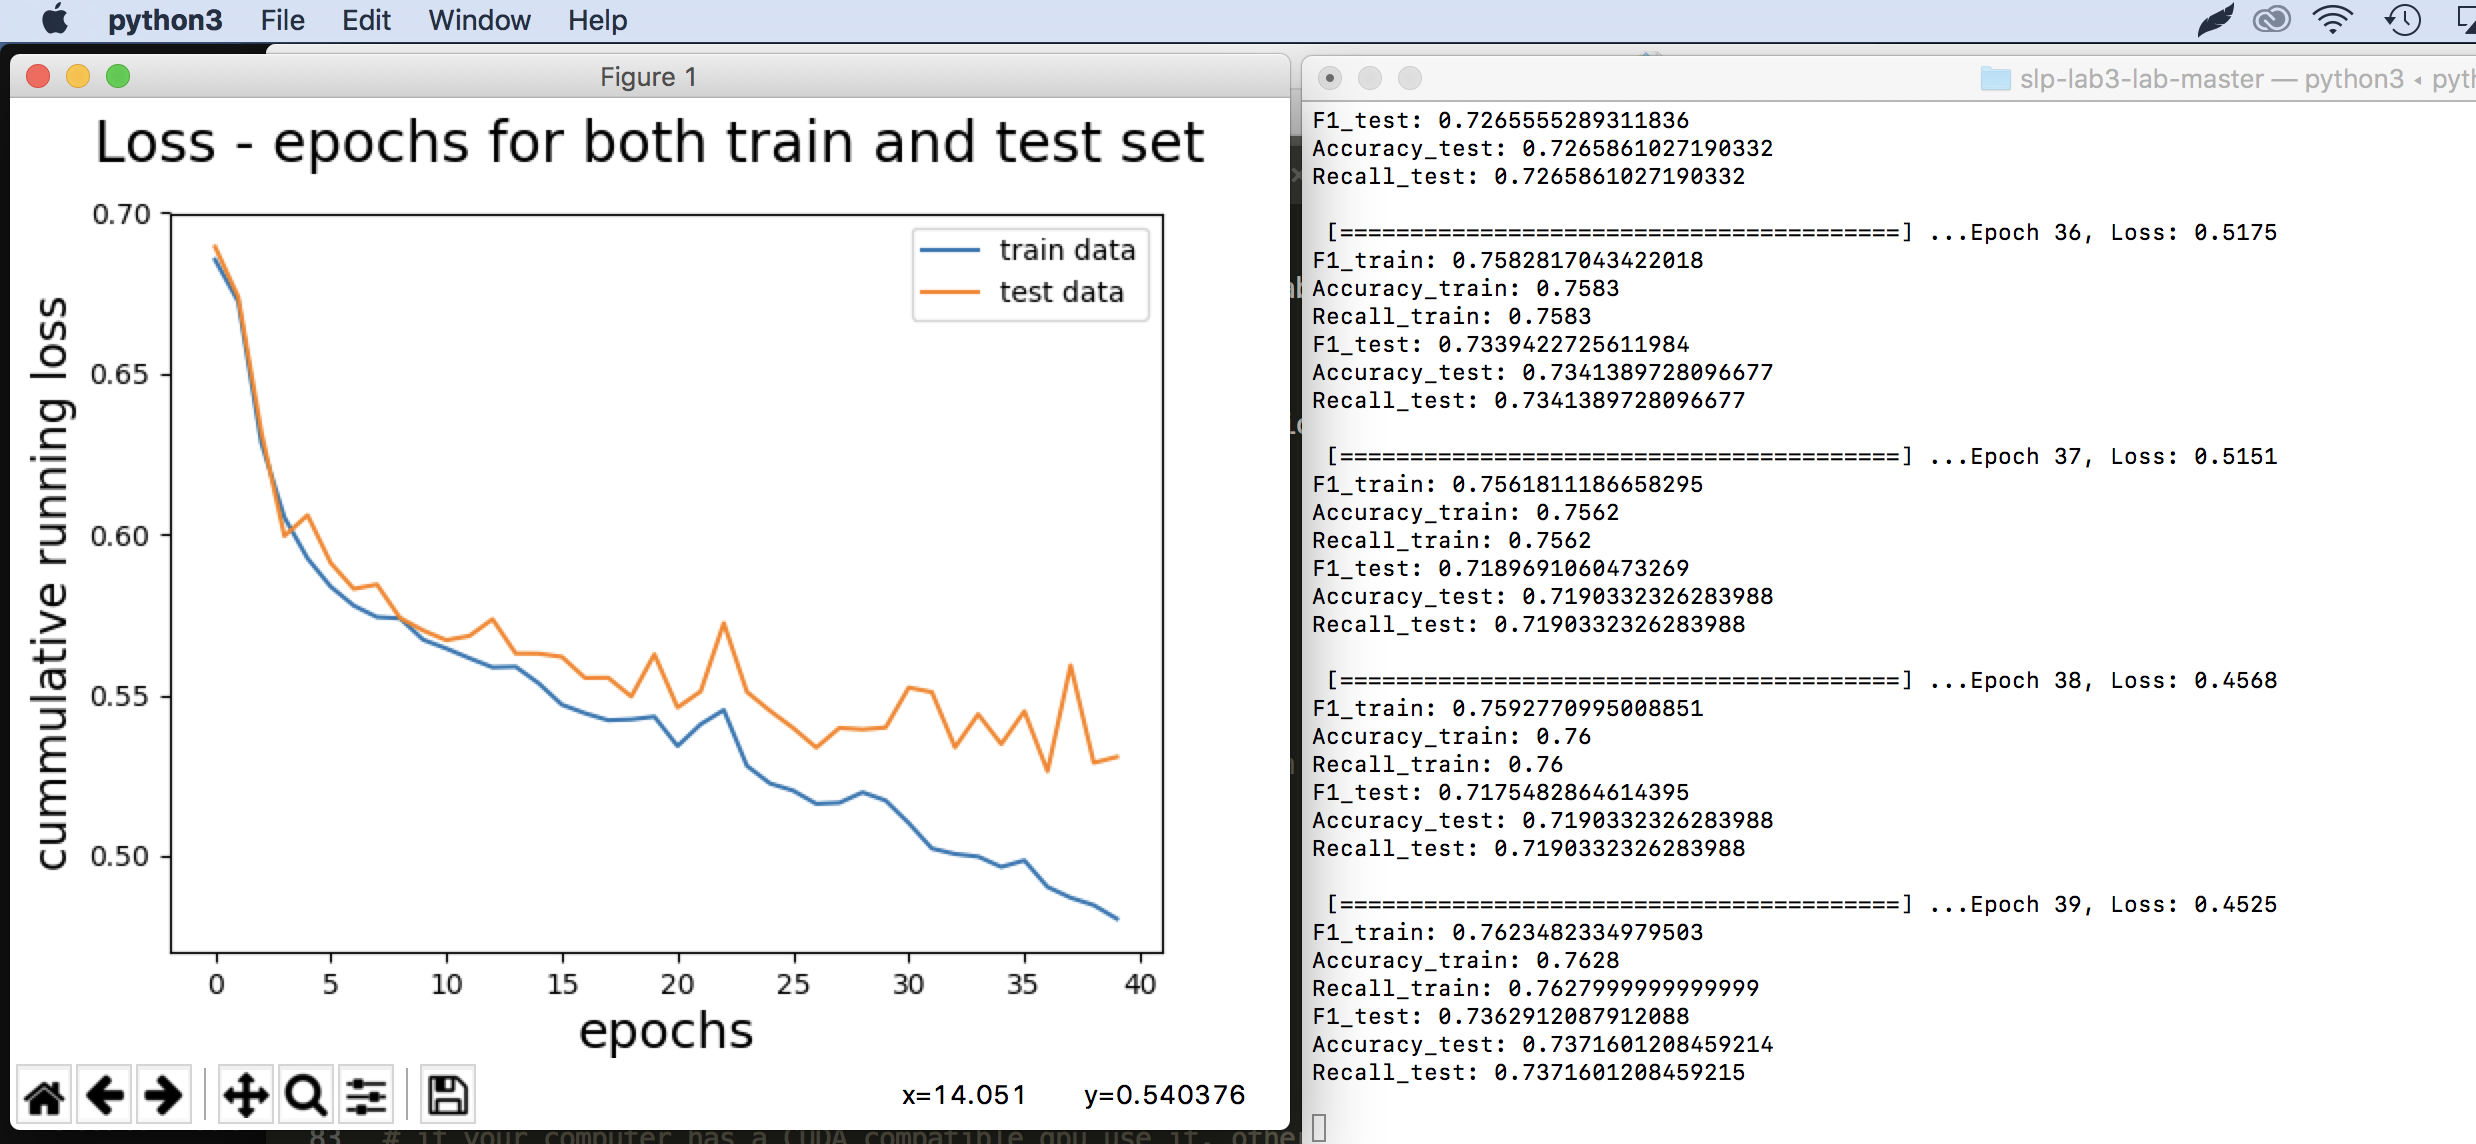 python3 File Edit Window Help
Figure 1
Loss - epochs for both train and test set
train data
test data
cummulative running loss
0.70
0.65
0.60
0.55
0.50
0 5 10 15 20 25 30 35 40
epochs
x=14.051 y=0.540376
83 # if your computer has a CUDA compatible gpu use it, othe
slp-lab3-lab-master — python3 ◂ pyth
F1_test: 0.7265555289311836
Accuracy_test: 0.7265861027190332
Recall_test: 0.7265861027190332
[========================================] ...Epoch 36, Loss: 0.5175
F1_train: 0.7582817043422018
Accuracy_train: 0.7583
Recall_train: 0.7583
F1_test: 0.7339422725611984
Accuracy_test: 0.7341389728096677
Recall_test: 0.7341389728096677
[========================================] ...Epoch 37, Loss: 0.5151
F1_train: 0.7561811186658295
Accuracy_train: 0.7562
Recall_train: 0.7562
F1_test: 0.7189691060473269
Accuracy_test: 0.7190332326283988
Recall_test: 0.7190332326283988
[========================================] ...Epoch 38, Loss: 0.4568
F1_train: 0.7592770995008851
Accuracy_train: 0.76
Recall_train: 0.76
F1_test: 0.7175482864614395
Accuracy_test: 0.7190332326283988
Recall_test: 0.7190332326283988
[========================================] ...Epoch 39, Loss: 0.4525
F1_train: 0.7623482334979503
Accuracy_train: 0.7628
Recall_train: 0.7627999999999999
F1_test: 0.7362912087912088
Accuracy_test: 0.7371601208459214
Recall_test: 0.7371601208459215